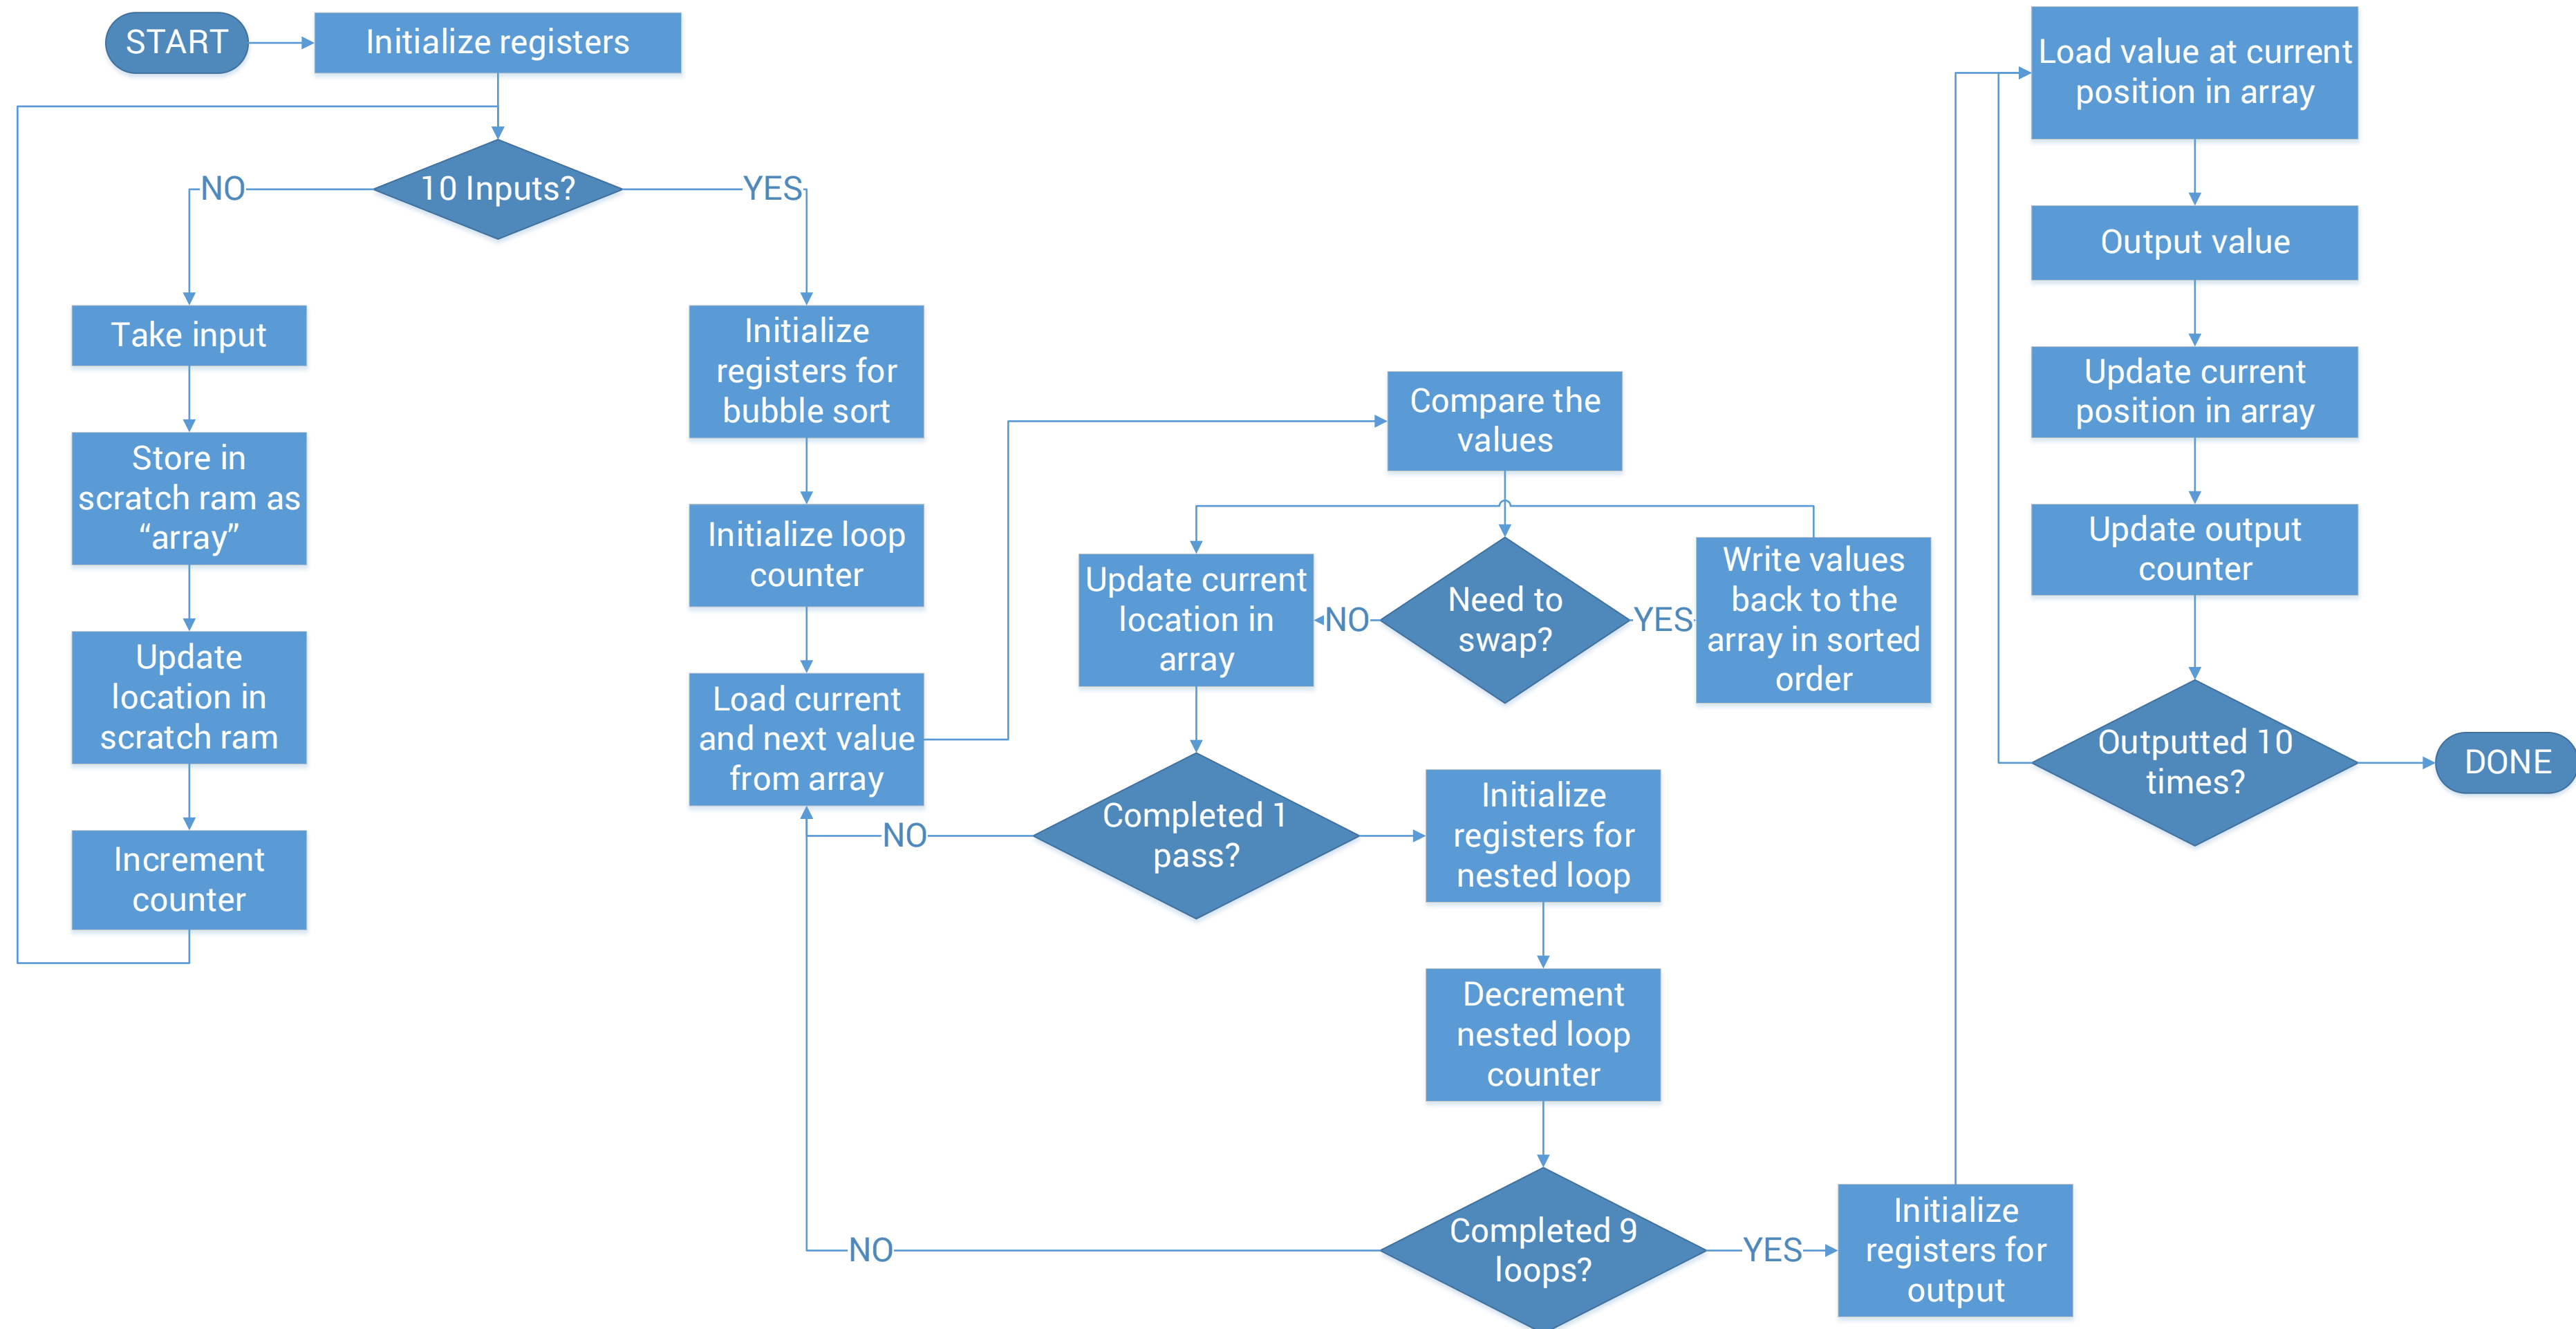 START
Initialize registers
10 Inputs?
NO
YES
Take input
Store in
scratch ram as
“array”
Update
location in
scratch ram
Increment
counter
Initialize
registers for
bubble sort
Initialize loop
counter
Load current
and next value
from array
Compare the
values
Need to
swap?
NO
YES
Update current
location in
array
Write values
back to the
array in sorted
order
Completed 1
pass?
NO
Initialize
registers for
nested loop
Decrement
nested loop
counter
Completed 9
loops?
NO
YES
Initialize
registers for
output
Load value at current
position in array
Output value
Update current
position in array
Update output
counter
Outputted 10
times?
DONE